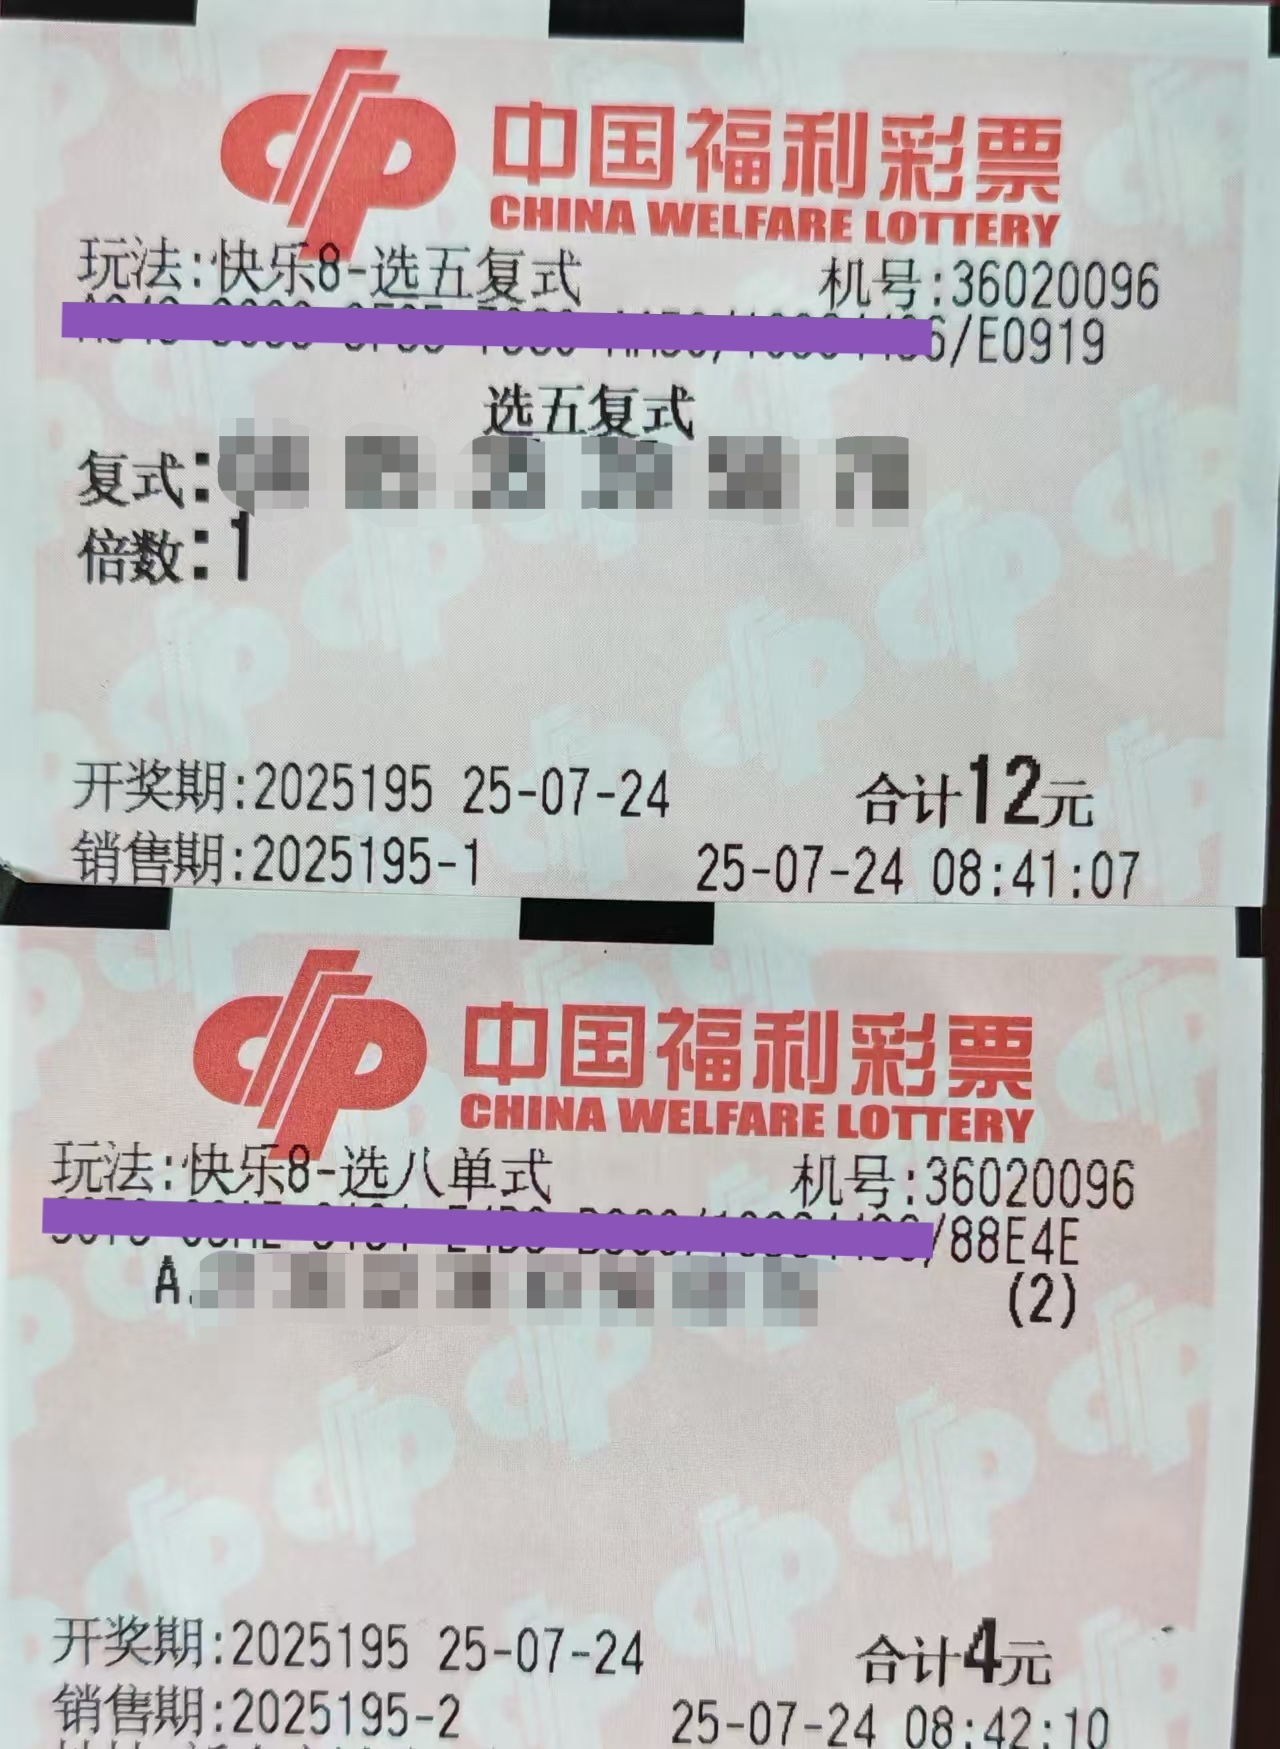 中国福利彩票
CHINA WELFARE LOTTERY
玩法:快乐8-选五复式 机号:36020096
6/E0919
选五复式
复式:
倍数:1
开奖期:2025195 25-07-24 合计12元
销售期:2025195-1 25-07-24 08:41:07
中国福利彩票
CHINA WELFARE LOTTERY
玩法:快乐8-选八单式 机号:36020096
/88E4E
A. (2)
开奖期:2025195 25-07-24 合计4元
销售期:2025195-2 25-07-24 08:42:10